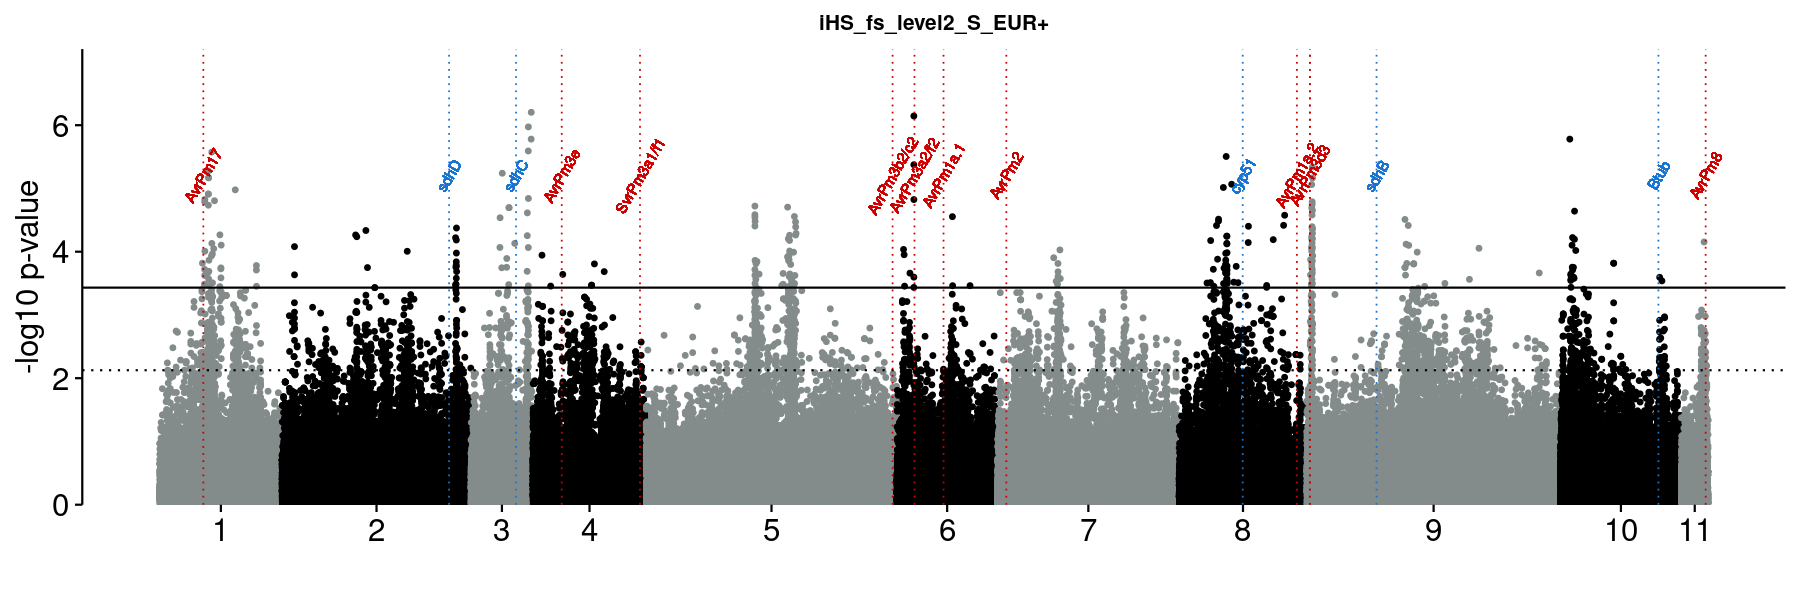 iHS_fs_level2_S_EUR+
-log10 p-value
6
4
2
0
AvrPm17
sdhD
sdhC
AvrPm3e
SvrPm3a1/f1
AvrPm3b2/c2
AvrPm3a2/f2
AvrPm1a.1
AvrPm2
cyp51
AvrPm1a.2
AvrPm3d3
sdhB
Btub
AvrPm8
1 2 3 4 5 6 7 8 9 10 11